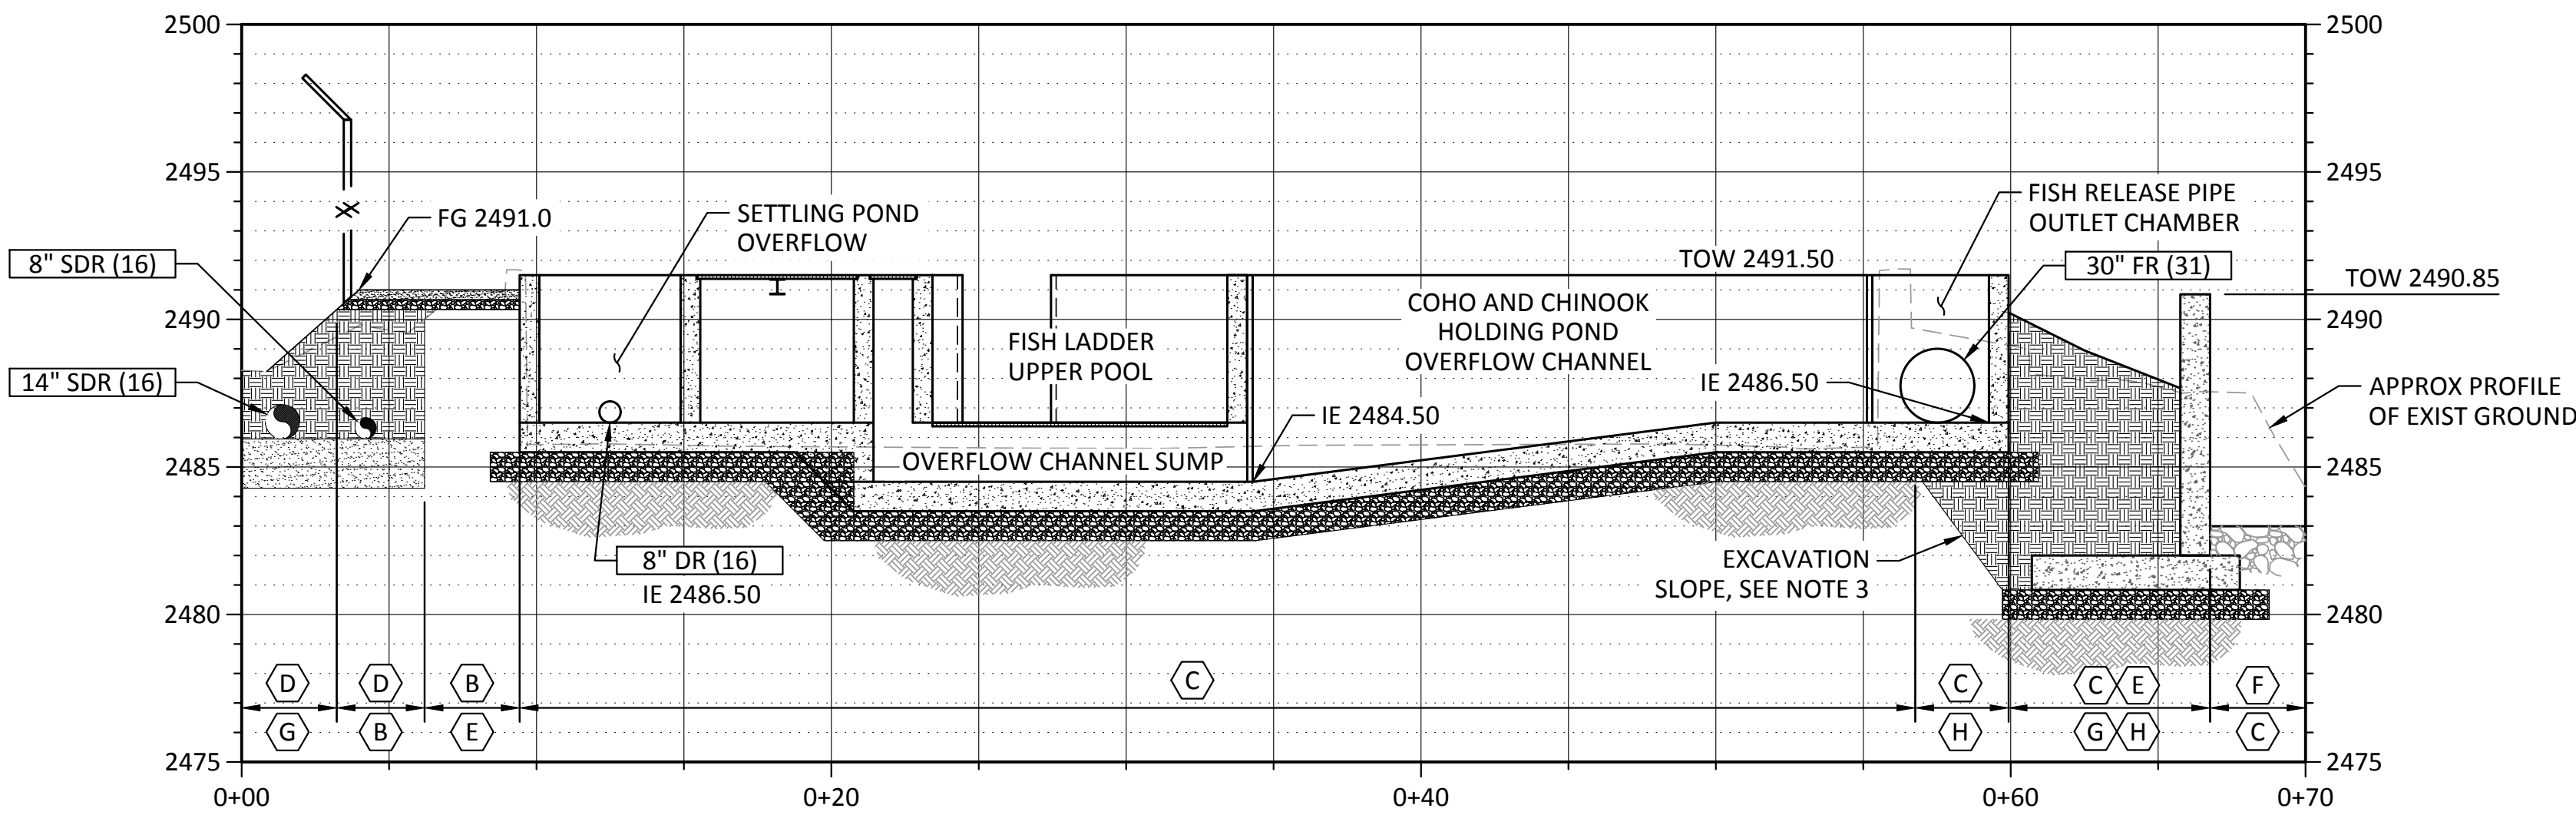 2500
2500
2495
2495
2490
2490
2485
2485
2480
2480
2475
2475
FG 2491.0
8" SDR (16)
14" SDR (16)
SETTLING POND
OVERFLOW
FISH LADDER
UPPER POOL
OVERFLOW CHANNEL SUMP
8" DR (16)
IE 2486.50
IE 2484.50
COHO AND CHINOOK
HOLDING POND
OVERFLOW CHANNEL
TOW 2491.50
IE 2486.50
FISH RELEASE PIPE
OUTLET CHAMBER
30" FR (31)
TOW 2490.85
APPROX PROFILE
OF EXIST GROUND
EXCAVATION
SLOPE, SEE NOTE 3
D D B C C C E F
G B E H G H C
0+00 0+20 0+40 0+60 0+70